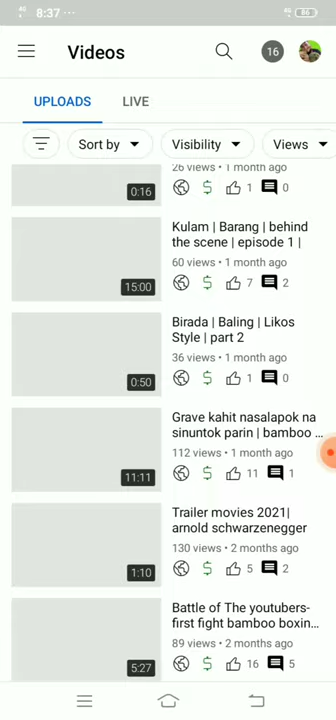 8:37 ...
4G
4G
86
Videos
16
UPLOADS
LIVE
Sort by
Visibility
Views
26 views • 1 month ago
0:16
$
1
0
Kulam | Barang | behind
the scene | episode 1 |
60 views • 1 month ago
15:00
$
7
2
Birada | Baling | Likos
Style | part 2
36 views • 1 month ago
0:50
$
1
0
Grave kahit nasalapok na
sinuntok parin | bamboo ...
112 views • 1 month ago
11:11
$
11
1
Trailer movies 2021|
arnold schwarzenegger
130 views • 2 months ago
1:10
$
5
2
Battle of The youtubers-
first fight bamboo boxin...
89 views • 2 months ago
5:27
$
16
5